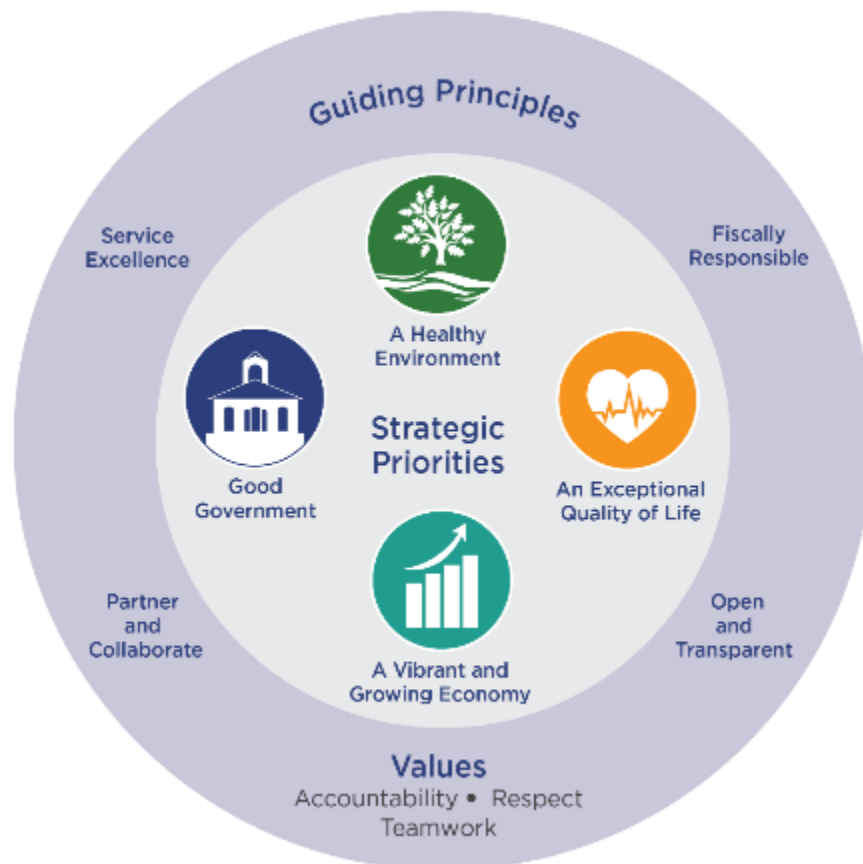 Guiding Principles
Service
Excellence
Fiscally
Responsible
A Healthy
Environment
Good
Government
Strategic
Priorities
An Exceptional
Quality of Life
Partner
and
Collaborate
Open
and
Transparent
A Vibrant and
Growing Economy
Values
Accountability • Respect
Teamwork